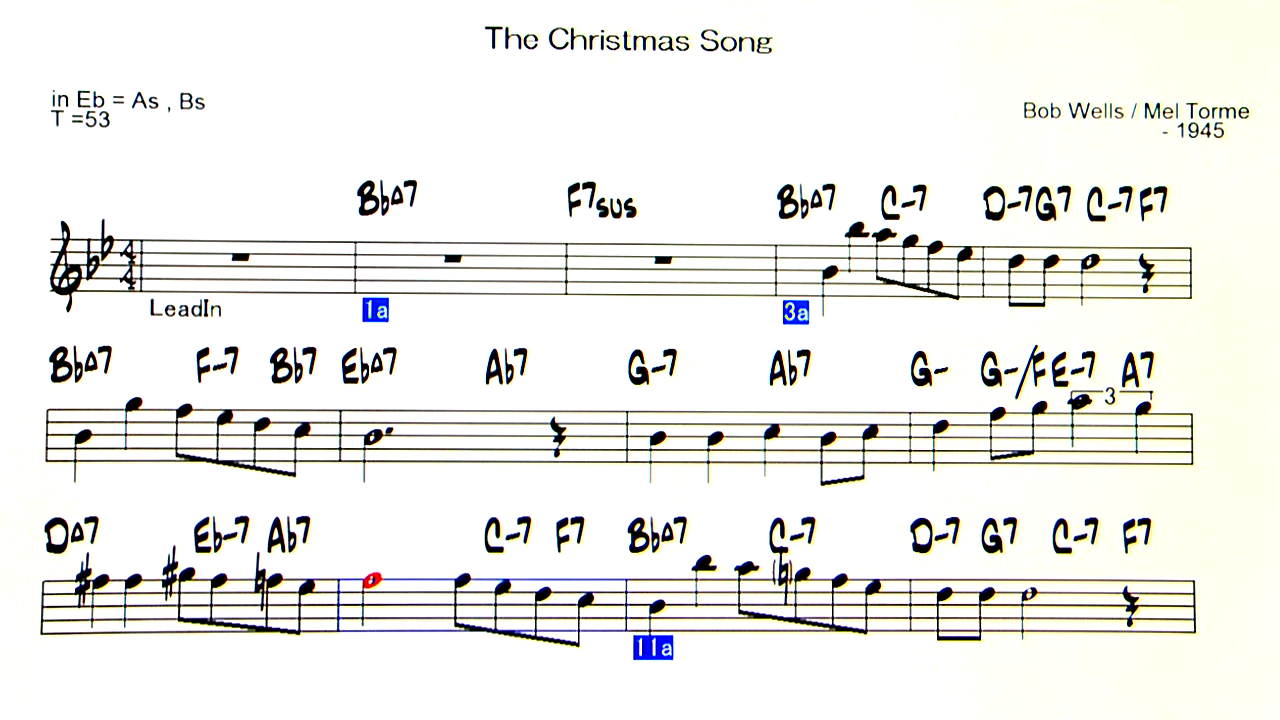 The Christmas Song
in Eb = As , Bs
T =53
Bob Wells / Mel Torme
- 1945
Bb∆7 F7sus Bb∆7 C-7 D-7 G7 C-7 F7
4
4
LeadIn 1a 3a
Bb∆7 F-7 Bb7 Eb∆7 Ab7 G-7 Ab7 G- G-/F E-7 A7
3
D∆7 Eb-7 Ab7 C-7 F7 Bb∆7 C-7 D-7 G7 C-7 F7
11a